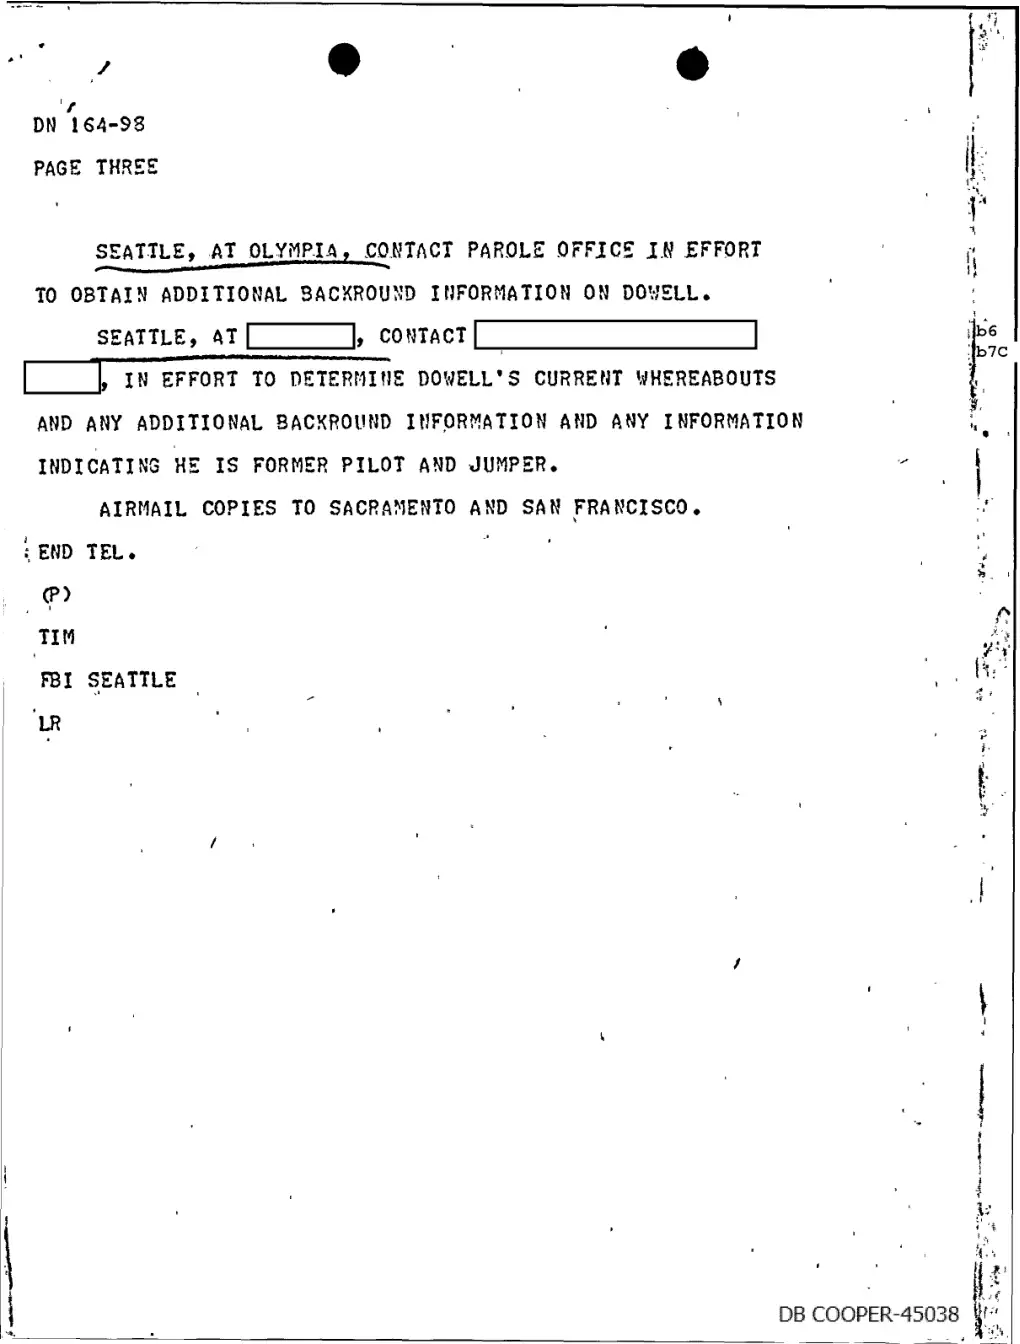 DN 164-98
PAGE THREE
SEATTLE, AT OLYMPIA, CONTACT PAROLE OFFICE IN EFFORT
TO OBTAIN ADDITIONAL BACKROUND INFORMATION ON DOWELL.
SEATTLE, AT , CONTACT
b6
b7C
, IN EFFORT TO DETERMINE DOWELL'S CURRENT WHEREABOUTS
AND ANY ADDITIONAL BACKROUND INFORMATION AND ANY INFORMATION
INDICATING HE IS FORMER PILOT AND JUMPER.
AIRMAIL COPIES TO SACRAMENTO AND SAN FRANCISCO.
END TEL.
(P)
TIM
FBI SEATTLE
LR
DB COOPER-45038